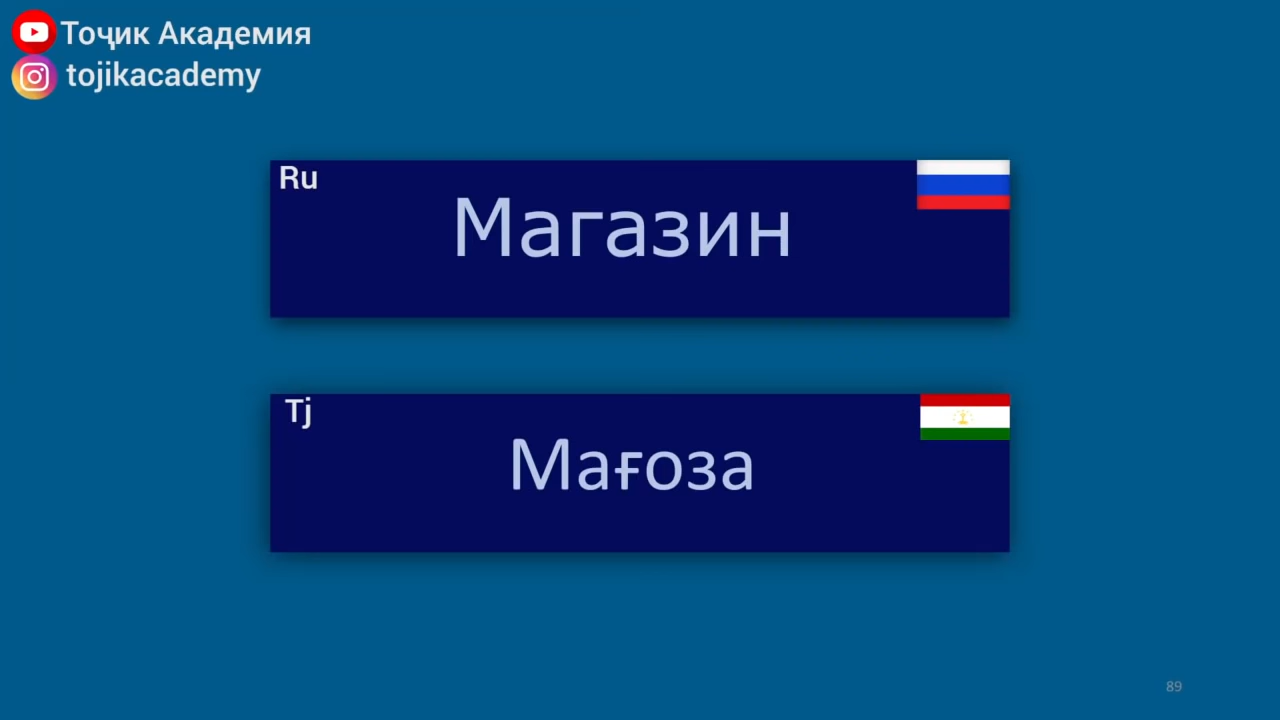 Тоҷик Академия
tojikacademy
Ru
Магазин
Tj
Мағоза
89